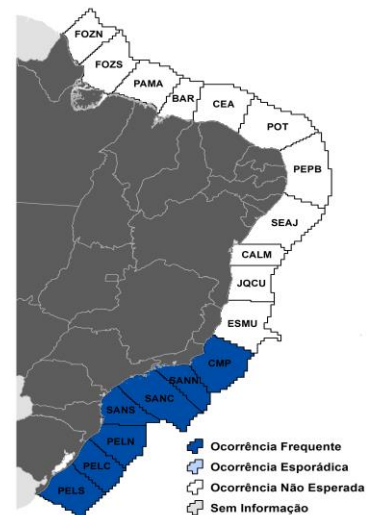 FOZN
FOZS
PAMA
BAR
CEA
POT
PEPB
SEAJ
CALM
JQCU
ESMU
CMP
SANN
SANC
SANS
PELN
PELC
PELS
Ocorrência Frequente
Ocorrência Esporádica
Ocorrência Não Esperada
Sem Informação